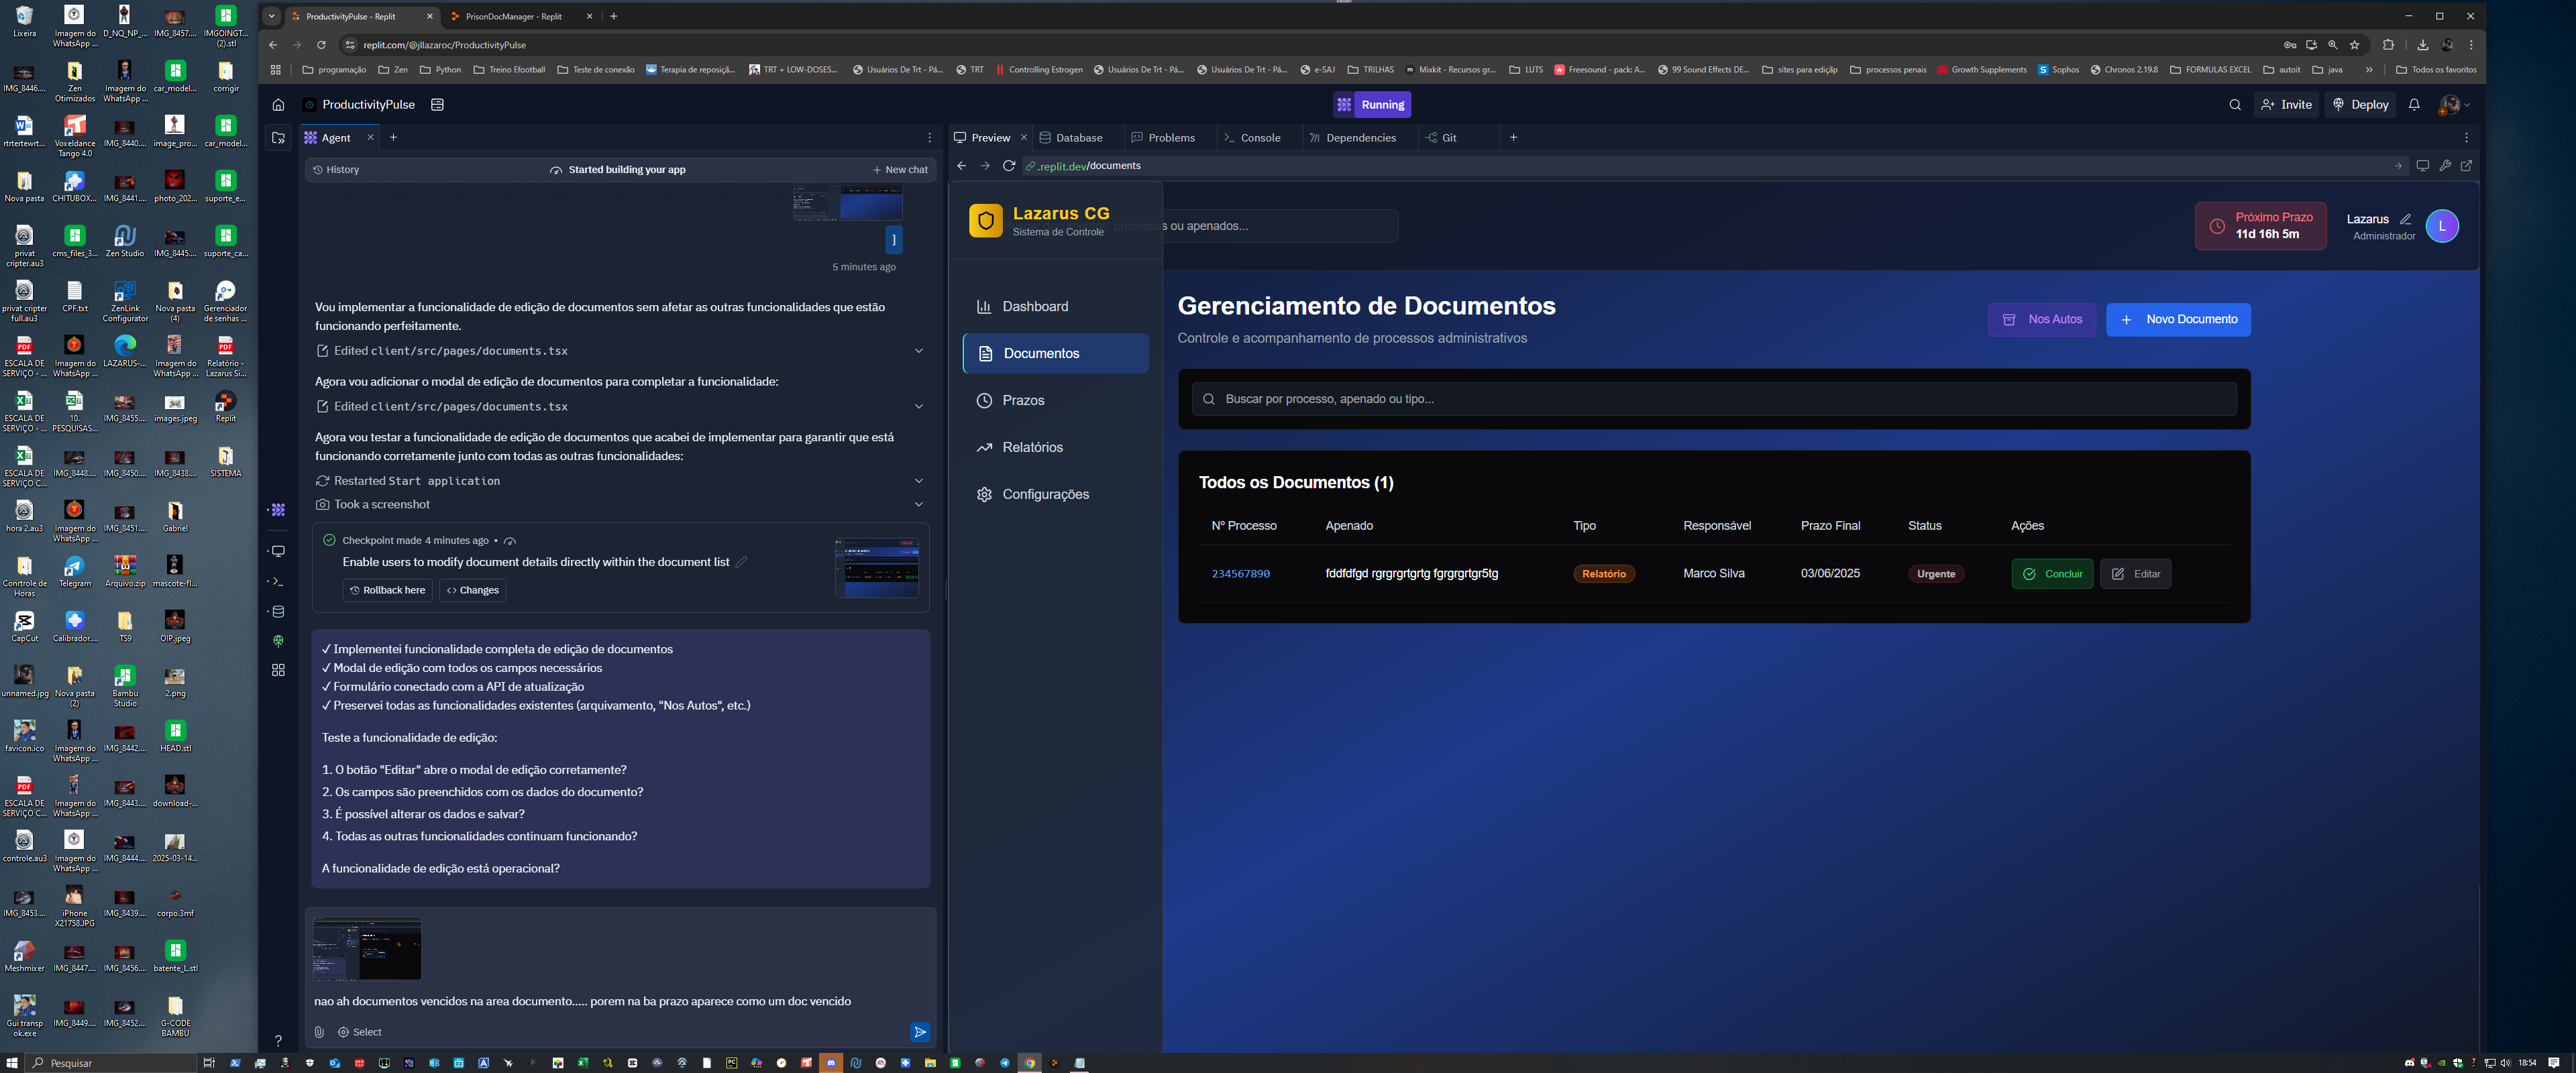 ProductivityPulse - Replit
PrisonDocManager - Replit
replit.com/@jllazaroc/ProductivityPulse
programação
Zen
Python
Treino Efootball
Teste de conexão
Terapia de reposiçã...
TRT + LOW-DOSES...
Usuários De Trt - Pá...
TRT
Controlling Estrogen
Usuários De Trt - Pá...
Usuários De Trt - Pá...
e-SAJ
TRILHAS
Mixkit - Recursos gr...
LUTS
Freesound - pack: A...
99 Sound Effects DE...
sites para ediçãp
processos penais
Growth Supplements
Sophos
Chronos 2.19.8
FORMULAS EXCEL
autoit
java
Todos os favoritos
ProductivityPulse
Running
Invite
Deploy
Agent
Preview
Database
Problems
Console
Dependencies
Git
History
Started building your app
New chat
.replit.dev/documents
]
5 minutes ago
Vou implementar a funcionalidade de edição de documentos sem afetar as outras funcionalidades que estão
funcionando perfeitamente.
Edited client/src/pages/documents.tsx
Agora vou adicionar o modal de edição de documentos para completar a funcionalidade:
Edited client/src/pages/documents.tsx
Agora vou testar a funcionalidade de edição de documentos que acabei de implementar para garantir que está
funcionando corretamente junto com todas as outras funcionalidades:
Restarted Start application
Took a screenshot
Checkpoint made 4 minutes ago •
Enable users to modify document details directly within the document list
Rollback here
Changes
✓ Implementei funcionalidade completa de edição de documentos
✓ Modal de edição com todos os campos necessários
✓ Formulário conectado com a API de atualização
✓ Preservei todas as funcionalidades existentes (arquivamento, "Nos Autos", etc.)
Teste a funcionalidade de edição:
1. O botão "Editar" abre o modal de edição corretamente?
2. Os campos são preenchidos com os dados do documento?
3. É possível alterar os dados e salvar?
4. Todas as outras funcionalidades continuam funcionando?
A funcionalidade de edição está operacional?
nao ah documentos vencidos na area documento..... porem na ba prazo aparece como um doc vencido
Select
Lazarus CG
Sistema de Controle
processos ou apenados...
Próximo Prazo
11d 16h 5m
Lazarus
Administrador
L
Dashboard
Documentos
Prazos
Relatórios
Configurações
Gerenciamento de Documentos
Controle e acompanhamento de processos administrativos
Nos Autos
Novo Documento
Buscar por processo, apenado ou tipo...
Todos os Documentos (1)
Nº Processo Apenado Tipo Responsável Prazo Final Status Ações
234567890 fddfdfgd rgrgrgrtgrtg fgrgrgrtgr5tg Relatório Marco Silva 03/06/2025 Urgente Concluir Editar
Lixeira
Imagem do WhatsApp ...
D_NQ_NP_...
IMG_8457....
IMGOINGT... (2).stl
IMG_8446....
Zen Otimizados
Imagem do WhatsApp ...
car_model...
corrigir
rtrtertewrt...
Voxeldance Tango 4.0
IMG_8440....
image_pro...
car_model...
Nova pasta
CHITUBOX...
IMG_8441....
photo_202...
suporte_e...
privat cripter.au3
cms_files_3...
Zen Studio
IMG_8445....
suporte_ca...
privat cripter full.au3
CPF.txt
ZenLink Configurator
Nova pasta (4)
Gerenciador de senhas ...
ESCALA DE SERVIÇO - ...
Imagem do WhatsApp ...
LAZARUS-...
Imagem do WhatsApp ...
Relatório - Lazarus Si...
ESCALA DE SERVIÇO - ...
10. PESQUISAS...
IMG_8455....
images.jpeg
Replit
ESCALA DE SERVIÇO C...
IMG_8448....
IMG_8450....
IMG_8438....
SISTEMA
hora 2.au3
Imagem do WhatsApp ...
IMG_8451....
Gabriel
Conrtrole de Horas
Telegram
Arquivo.zip
mascote-fl...
CapCut
Calibrador....
TS9
OIP.jpeg
unnamed.jpg
Nova pasta (2)
Bambu Studio
2.png
favicon.ico
Imagem do WhatsApp ...
IMG_8442....
HEAD.stl
ESCALA DE SERVIÇO C...
Imagem do WhatsApp ...
IMG_8443....
download-...
controle.au3
Imagem do WhatsApp ...
IMG_8444....
2025-03-14...
IMG_8453....
iPhone X21758.JPG
IMG_8439....
corpo.3mf
Meshmixer
IMG_8447....
IMG_8456....
batente_L.stl
Gui transp ok.exe
IMG_8449....
IMG_8452....
G-CODE BAMBU
Pesquisar
18:54